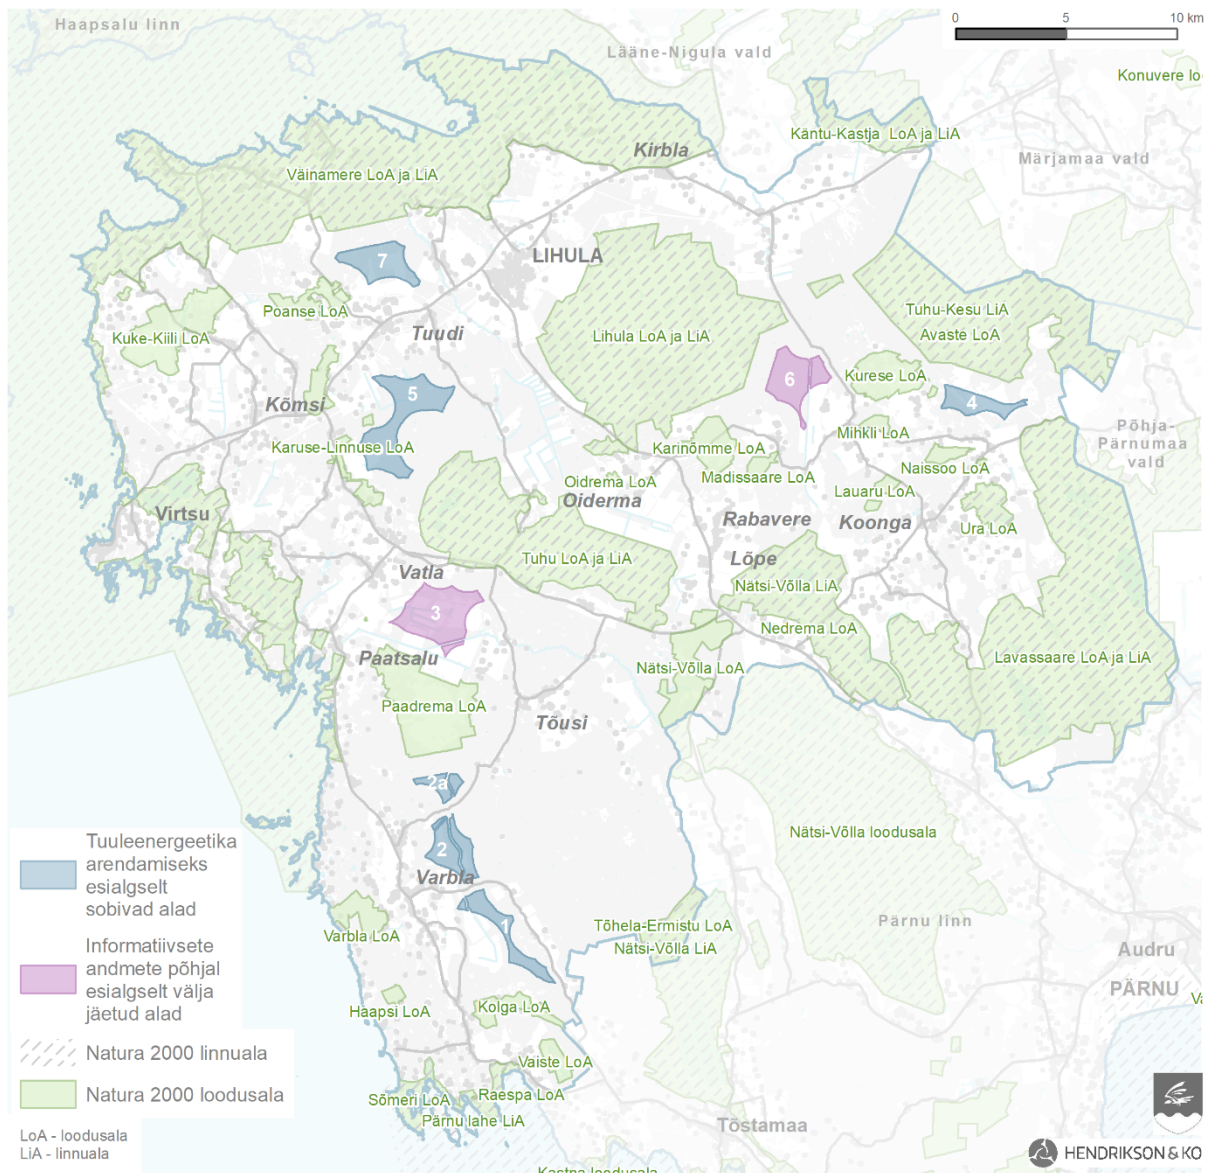 Haapsalu linn
Lääne-Nigula vald
0 5 10 km
Konuvere lo
Käntu-Kastja LoA ja LiA
Kirbla
Märjamaa vald
Väinamere LoA ja LiA
LIHULA
7
Poanse LoA
Tuhu-Kesu LiA
Avaste LoA
Kuke-Kiili LoA
Tuudi
Lihula LoA ja LiA
6
Kurese LoA
5
4
Kõmsi
Põhja-
Pärnumaa
vald
Mihkli LoA
Karuse-Linnuse LoA
Karinõmme LoA
Naissoo LoA
Madissaare LoA
Oidrema LoA
Lauaru LoA
Oiderma
Virtsu
Rabavere
Koonga
Ura LoA
Tuhu LoA ja LiA
Lõpe
Vatla
Nätsi-Võlla LiA
3
Nedrema LoA
Paatsalu
Lavassaare LoA ja LiA
Nätsi-Võlla LoA
Paadrema LoA
Tõusi
2a
Nätsi-Võlla loodusala
2
Varbla
1
Tõhela-Ermistu LoA
Nätsi-Võlla LiA
Pärnu linn
Varbla LoA
Audru
PÄRNU
Va
Haapsi LoA
Kolga LoA
Vaiste LoA
Raespa LoA
Sõmeri LoA
Pärnu lahe LiA
Tõstamaa
Kastna loodusala
Tuuleenergeetika
arendamiseks
esialgselt
sobivad alad
Informatiivsete
andmete põhjal
esialgselt välja
jäetud alad
Natura 2000 linnuala
Natura 2000 loodusala
LoA - loodusala
LiA - linnuala
HENDRIKSON & KO